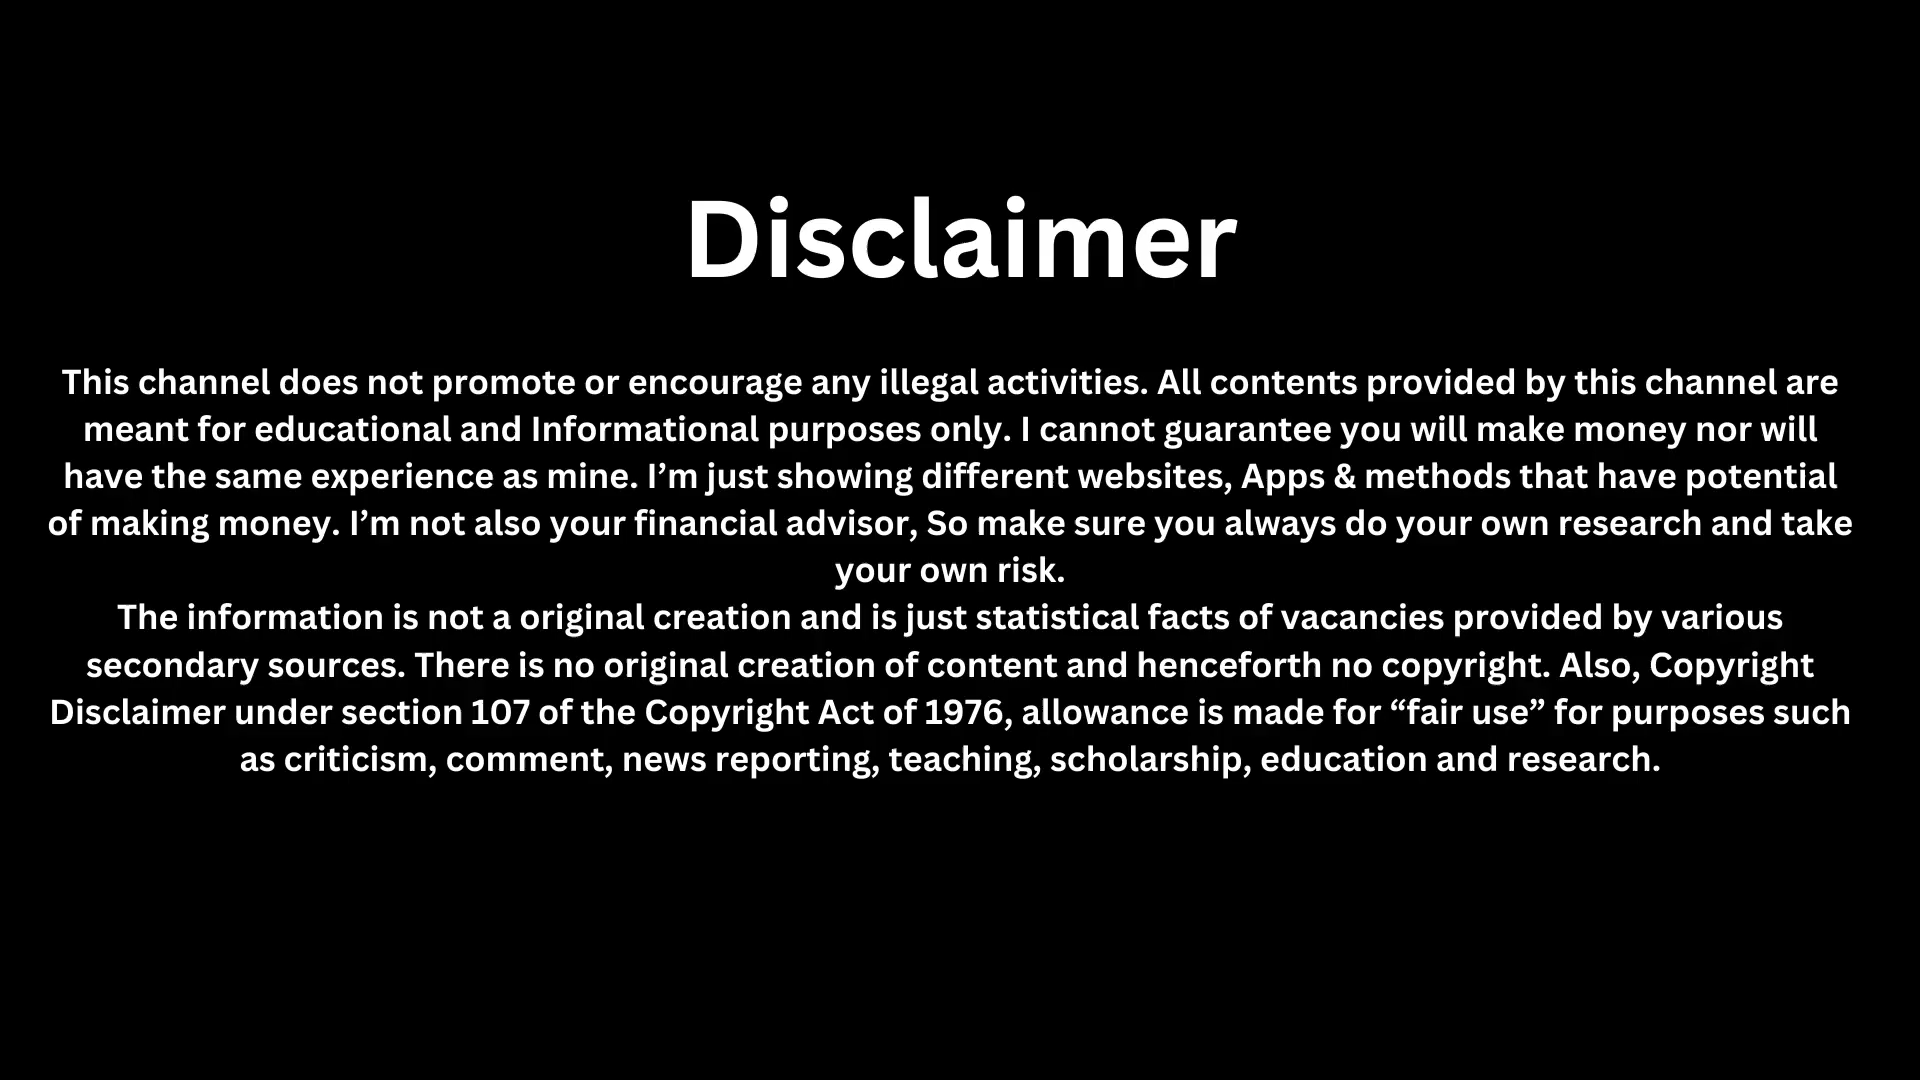 Disclaimer
This channel does not promote or encourage any illegal activities. All contents provided by this channel are
meant for educational and Informational purposes only. I cannot guarantee you will make money nor will
have the same experience as mine. I’m just showing different websites, Apps & methods that have potential
of making money. I’m not also your financial advisor, So make sure you always do your own research and take
your own risk.
The information is not a original creation and is just statistical facts of vacancies provided by various
secondary sources. There is no original creation of content and henceforth no copyright. Also, Copyright
Disclaimer under section 107 of the Copyright Act of 1976, allowance is made for “fair use” for purposes such
as criticism, comment, news reporting, teaching, scholarship, education and research.